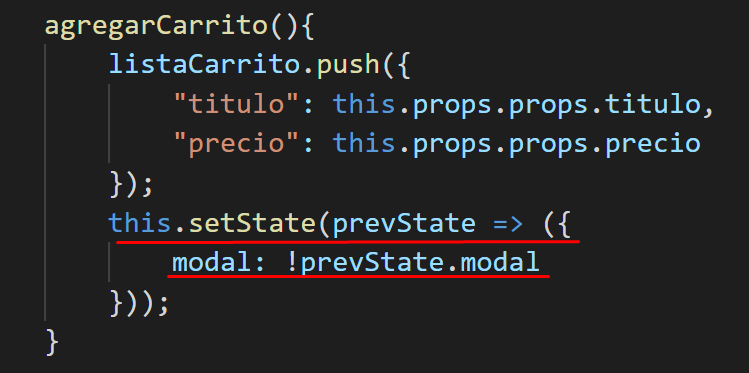 agregarCarrito(){
listaCarrito.push({
"titulo": this.props.props.titulo,
"precio": this.props.props.precio
});
this.setState(prevState => ({
modal: !prevState.modal
}));
}